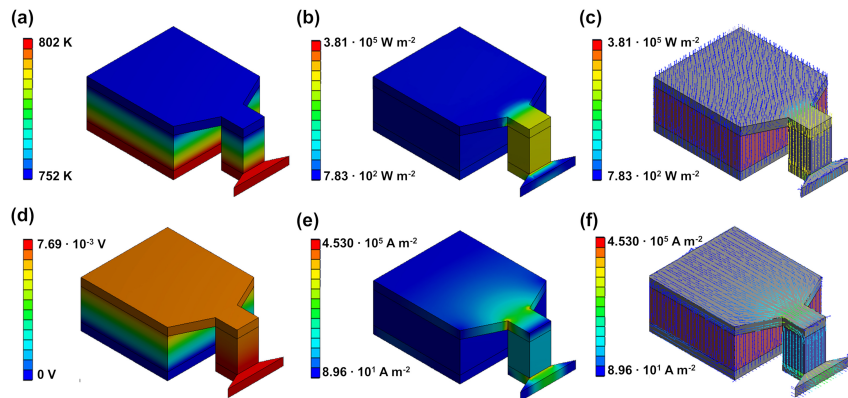 (a)
802 K
752 K
(b)
3.81 · 10⁵ W m⁻²
7.83 · 10² W m⁻²
(c)
3.81 · 10⁵ W m⁻²
7.83 · 10² W m⁻²
(d)
7.69 · 10⁻³ V
0 V
(e)
4.530 · 10⁵ A m⁻²
8.96 · 10¹ A m⁻²
(f)
4.530 · 10⁵ A m⁻²
8.96 · 10¹ A m⁻²